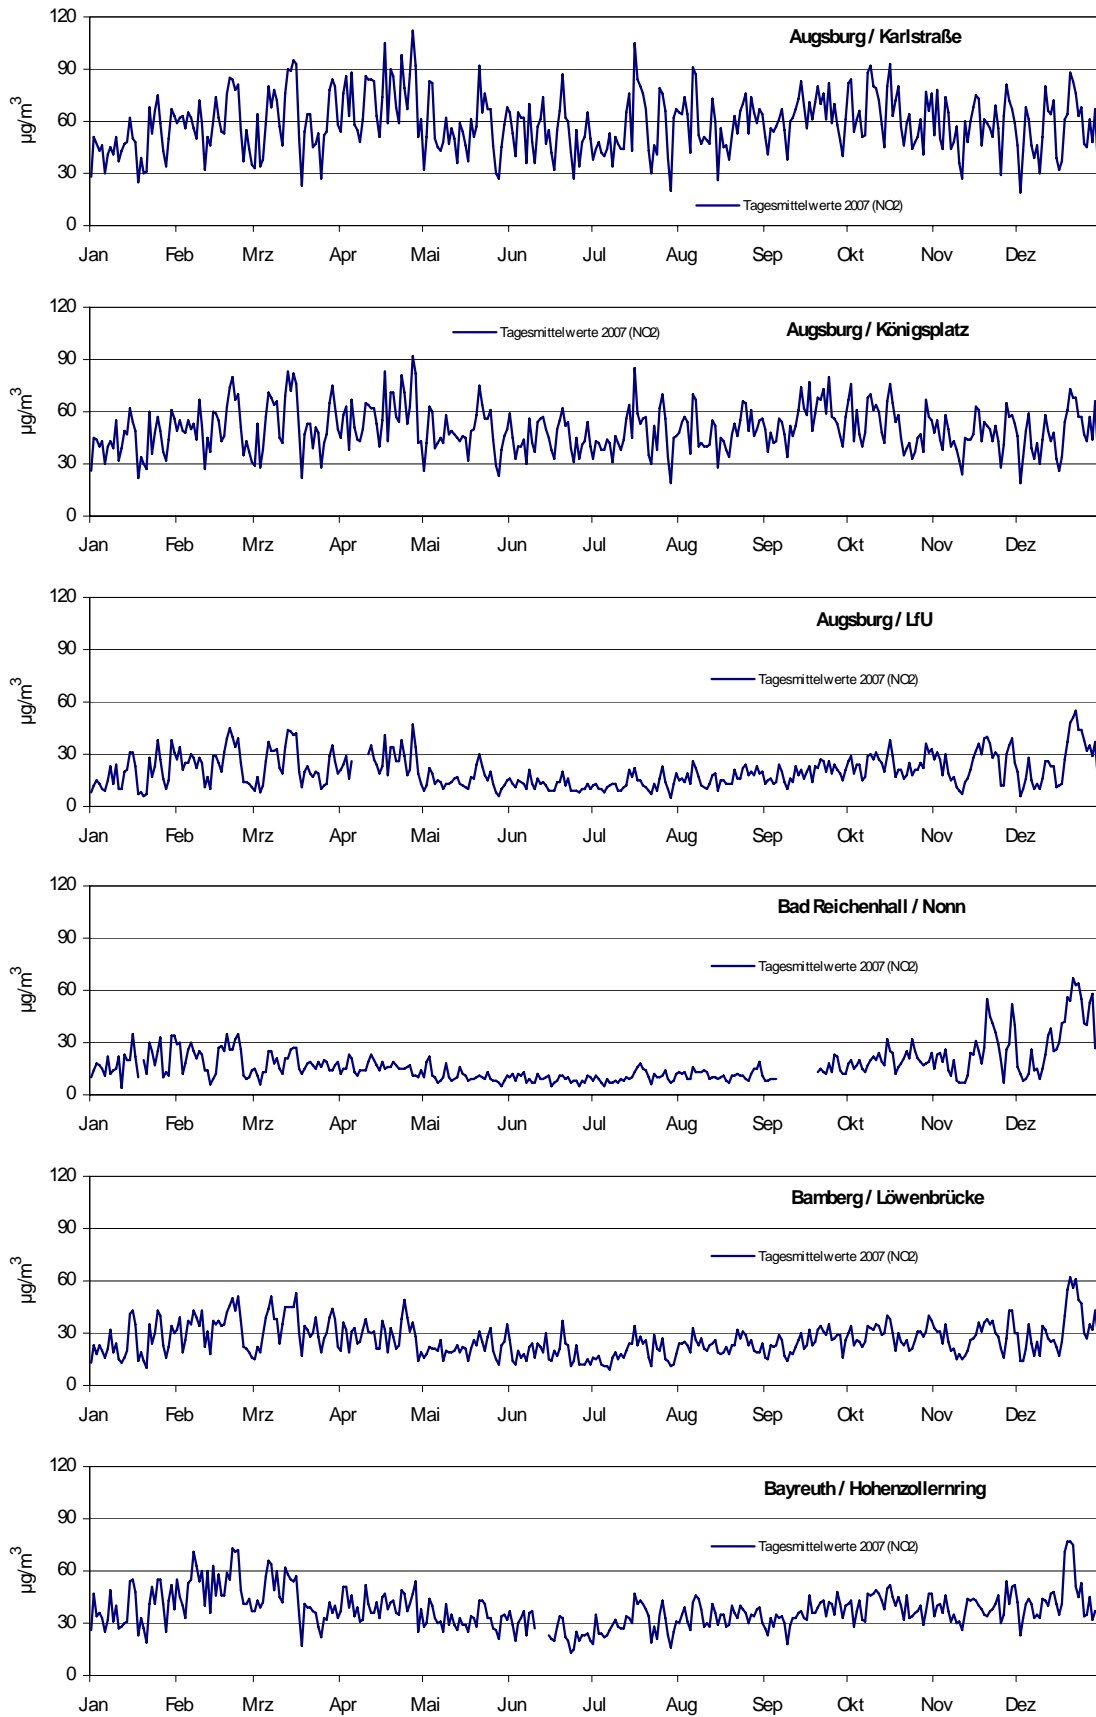 120
Augsburg / Karlstraße
90
60
30
0
µg/m³
Tagesmittelwerte 2007 (NO2)
Jan Feb Mrz Apr Mai Jun Jul Aug Sep Okt Nov Dez
120
Tagesmittelwerte 2007 (NO2)
Augsburg / Königsplatz
90
60
30
0
µg/m³
Jan Feb Mrz Apr Mai Jun Jul Aug Sep Okt Nov Dez
120
Augsburg / LfU
90
Tagesmittelwerte 2007 (NO2)
60
30
0
µg/m³
Jan Feb Mrz Apr Mai Jun Jul Aug Sep Okt Nov Dez
120
Bad Reichenhall / Nonn
90
Tagesmittelwerte 2007 (NO2)
60
30
0
µg/m³
Jan Feb Mrz Apr Mai Jun Jul Aug Sep Okt Nov Dez
120
Bamberg / Löwenbrücke
90
Tagesmittelwerte 2007 (NO2)
60
30
0
µg/m³
Jan Feb Mrz Apr Mai Jun Jul Aug Sep Okt Nov Dez
120
Bayreuth / Hohenzollernring
90
Tagesmittelwerte 2007 (NO2)
60
30
0
µg/m³
Jan Feb Mrz Apr Mai Jun Jul Aug Sep Okt Nov Dez